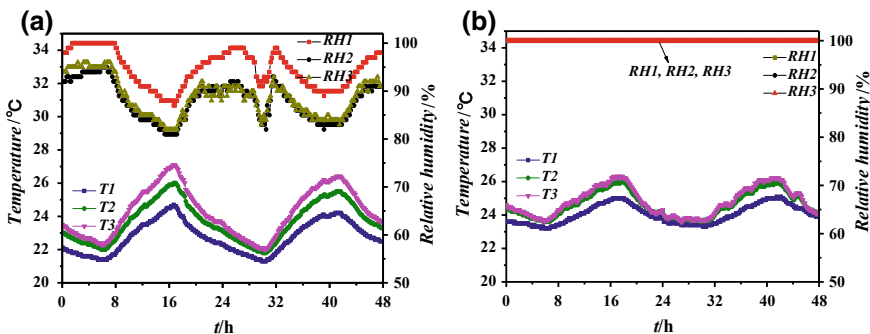 (a)
Temperature/℃
34
32
30
28
26
24
22
20
RH1
RH2
RH3
T1
T2
T3
100
90
80
70
60
50
Relative humidity /%
0 8 16 24 32 40 48
t/h
(b)
Temperature/℃
34
32
30
28
26
24
22
20
RH1, RH2, RH3
RH1
RH2
RH3
T1
T2
T3
100
90
80
70
60
50
Relative humidity /%
0 8 16 24 32 40 48
t/h